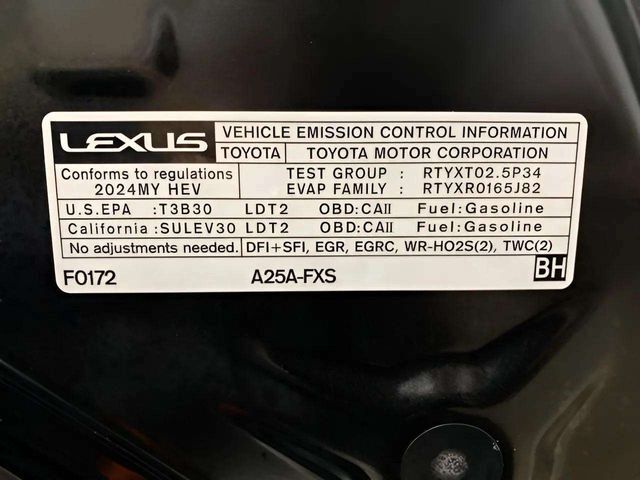 LEXUS VEHICLE EMISSION CONTROL INFORMATION
TOYOTA TOYOTA MOTOR CORPORATION
Conforms to regulations TEST GROUP : RTYXT02.5P34
2024MY HEV EVAP FAMILY : RTYXR0165J82
U.S.EPA :T3B30 LDT2 OBD:CAII Fuel:Gasoline
California :SULEV30 LDT2 OBD:CAII Fuel:Gasoline
No adjustments needed. DFI+SFI, EGR, EGRC, WR-HO2S(2), TWC(2)
F0172 A25A-FXS BH